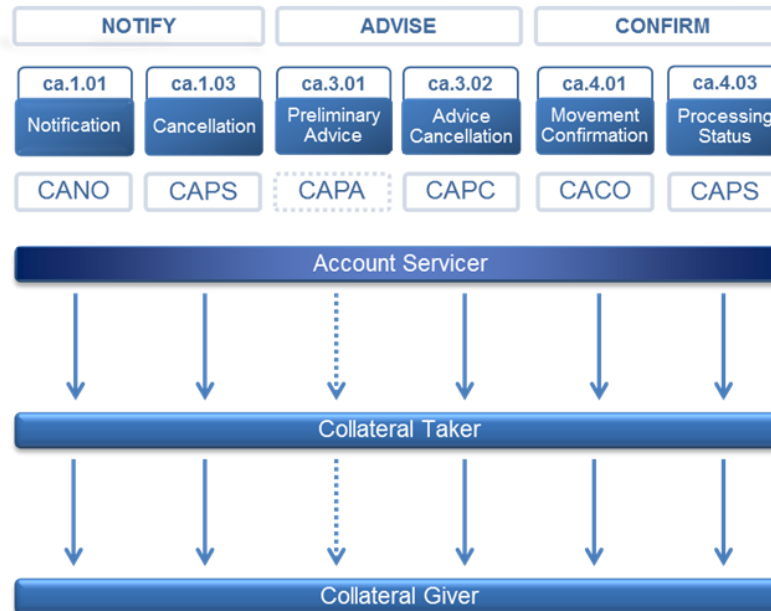 NOTIFY
ADVISE
CONFIRM
ca.1.01
ca.1.03
ca.3.01
ca.3.02
ca.4.01
ca.4.03
Notification
Cancellation
Preliminary
Advice
Advice
Cancellation
Movement
Confirmation
Processing
Status
CANO
CAPS
CAPA
CAPC
CACO
CAPS
Account Servicer
Collateral Taker
Collateral Giver